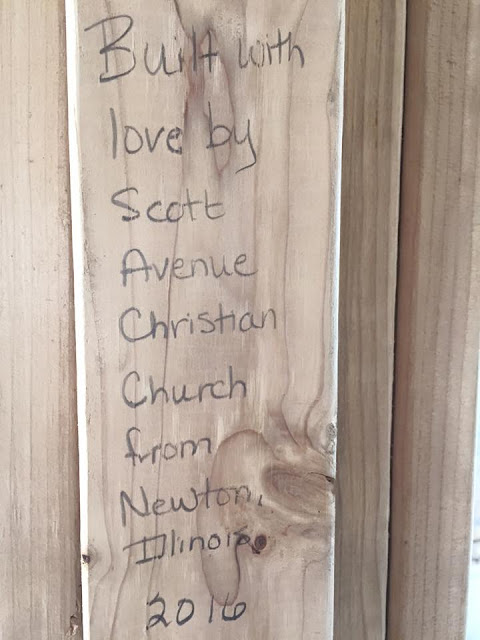 Built with
love by
Scott
Avenue
Christian
Church
from
Newton,
Illinois
2016